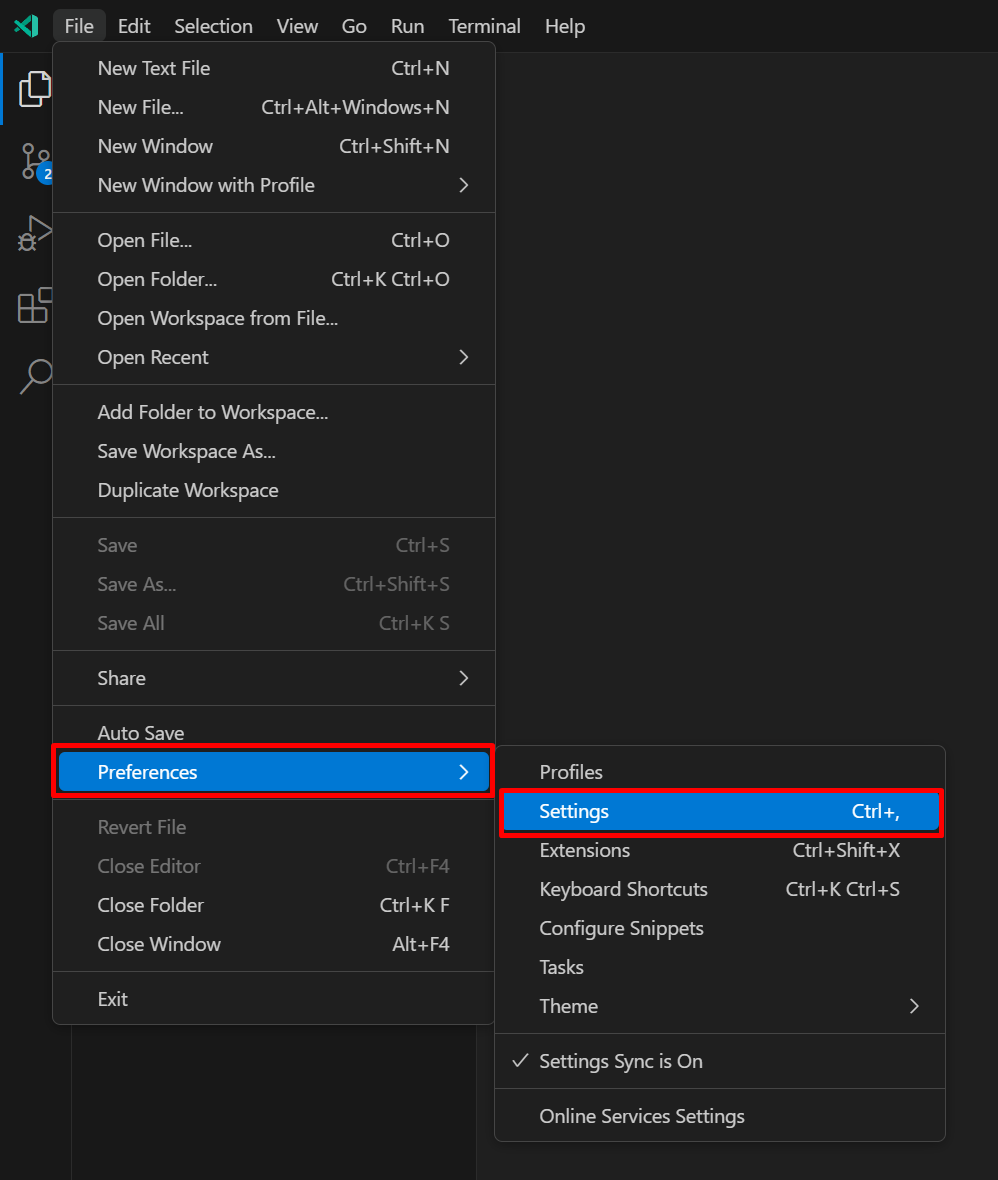 File Edit Selection View Go Run Terminal Help
New Text File Ctrl+N
New File... Ctrl+Alt+Windows+N
New Window Ctrl+Shift+N
New Window with Profile
Open File... Ctrl+O
Open Folder... Ctrl+K Ctrl+O
Open Workspace from File...
Open Recent
Add Folder to Workspace...
Save Workspace As...
Duplicate Workspace
Save Ctrl+S
Save As... Ctrl+Shift+S
Save All Ctrl+K S
Share
Auto Save
Preferences
Revert File
Close Editor Ctrl+F4
Close Folder Ctrl+K F
Close Window Alt+F4
Exit
2
Profiles
Settings Ctrl+,
Extensions Ctrl+Shift+X
Keyboard Shortcuts Ctrl+K Ctrl+S
Configure Snippets
Tasks
Theme
Settings Sync is On
Online Services Settings